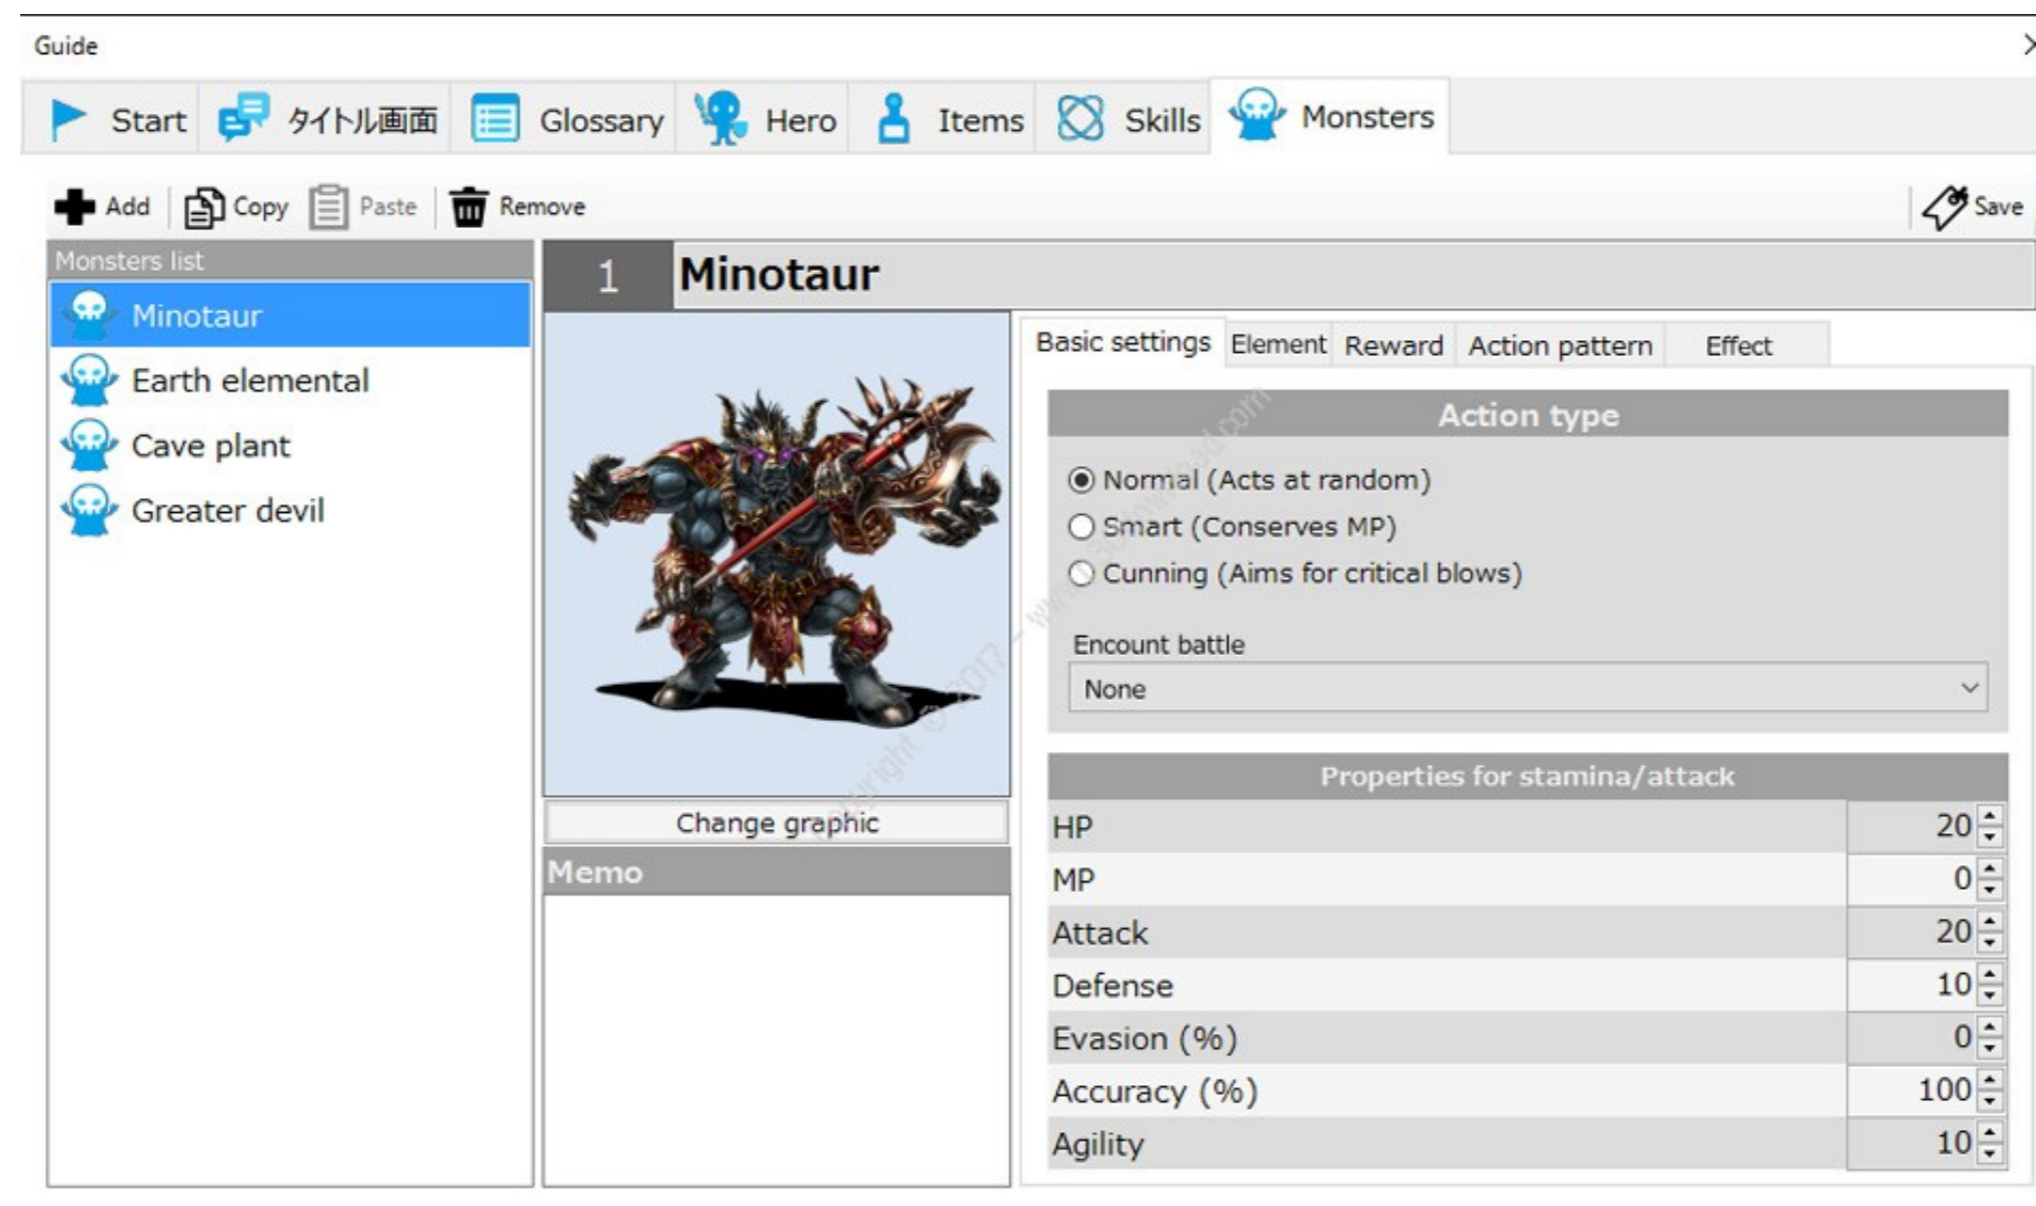 Guide
Start タイトル画面 Glossary Hero Items Skills Monsters
Add Copy Paste Remove Save
Monsters list
Minotaur
Earth elemental
Cave plant
Greater devil
1 Minotaur
Change graphic
Memo
Basic settings Element Reward Action pattern Effect
Action type
Normal (Acts at random)
Smart (Conserves MP)
Cunning (Aims for critical blows)
Encount battle
None
Properties for stamina/attack
HP 20
MP 0
Attack 20
Defense 10
Evasion (%) 0
Accuracy (%) 100
Agility 10